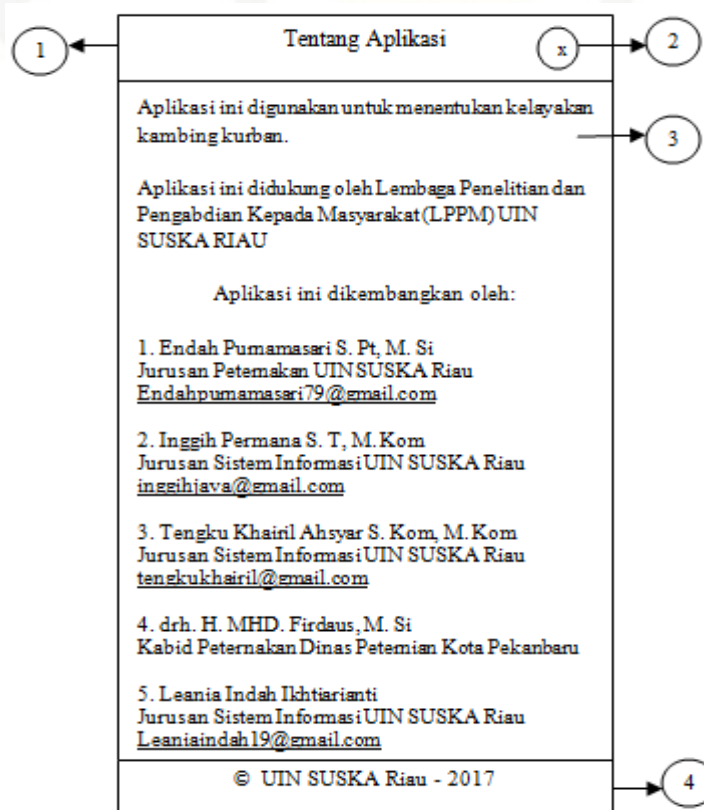 Tentang Aplikasi
x
1
2
Aplikasi ini digunakan untuk menentukan kelayakan
kambing kurban.
3
Aplikasi ini didukung oleh Lembaga Penelitian dan
Pengabdian Kepada Masyarakat (LPPM) UIN
SUSKA RIAU
Aplikasi ini dikembangkan oleh:
1. Endah Purnamasari S. Pt, M. Si
Jurusan Peternakan UIN SUSKA Riau
Endahpurnamasari79@gmail.com
2. Inggih Permana S. T, M. Kom
Jurusan Sistem Informasi UIN SUSKA Riau
inggihjava@gmail.com
3. Tengku Khairil Ahsyar S. Kom, M. Kom
Jurusan Sistem Informasi UIN SUSKA Riau
tengkukhairil@gmail.com
4. drh. H. MHD. Firdaus, M. Si
Kabid Peternakan Dinas Peternian Kota Pekanbaru
5. Leania Indah Ikhtiarianti
Jurusan Sistem Informasi UIN SUSKA Riau
Leaniaindah19@gmail.com
© UIN SUSKA Riau - 2017
4